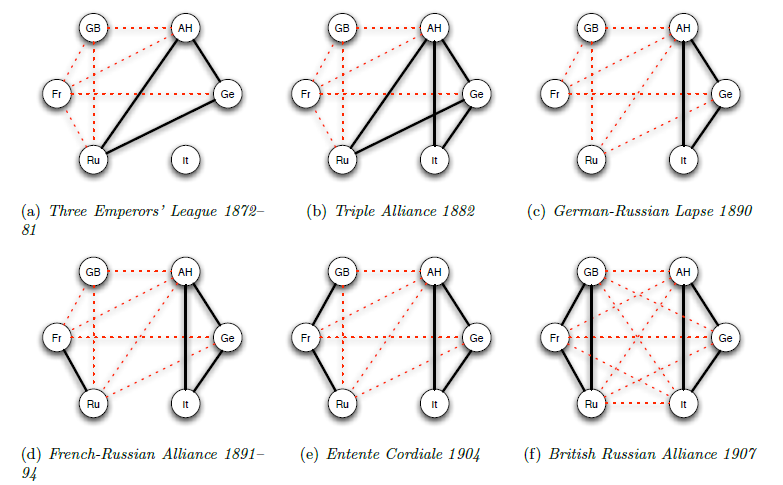 GB AH
Fr Ge
Ru It
(a) Three Emperors' League 1872–
81
GB AH
Fr Ge
Ru It
(b) Triple Alliance 1882
GB AH
Fr Ge
Ru It
(c) German-Russian Lapse 1890
GB AH
Fr Ge
Ru It
(d) French-Russian Alliance 1891–
94
GB AH
Fr Ge
Ru It
(e) Entente Cordiale 1904
GB AH
Fr Ge
Ru It
(f) British Russian Alliance 1907